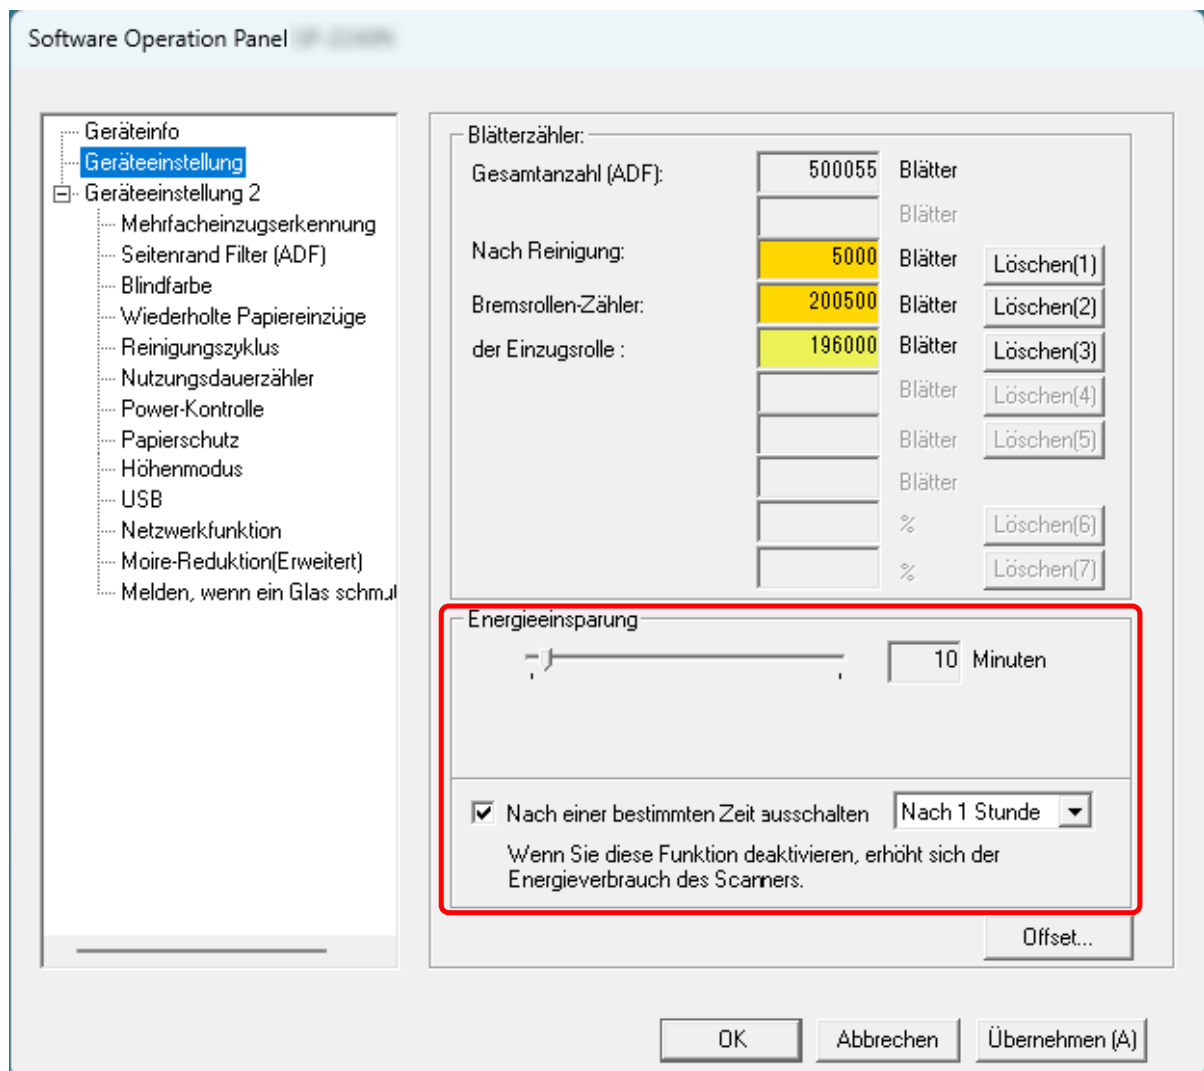 Software Operation Panel
Geräteinfo
Geräteeinstellung
Geräteeinstellung 2
Mehrfacheinzugserkennung
Seitenrand Filter (ADF)
Blindfarbe
Wiederholte Papiereinzüge
Reinigungszyklus
Nutzungsdauerzähler
Power-Kontrolle
Papierschutz
Höhenmodus
USB
Netzwerkfunktion
Moire-Reduktion(Erweitert)
Melden, wenn ein Glas
Blätterzähler:
Gesamtanzahl (ADF): 500055 Blätter
Blätter
Nach Reinigung: 5000 Blätter Löschen(1)
Bremsrollen-Zähler: 200500 Blätter Löschen(2)
der Einzugsrolle : 196000 Blätter Löschen(3)
Blätter Löschen(4)
Blätter Löschen(5)
Blätter
% Löschen(6)
% Löschen(7)
Energieeinsparung
10 Minuten
Nach einer bestimmten Zeit ausschalten Nach 1 Stunde
Wenn Sie diese Funktion deaktivieren, erhöht sich der
Energieverbrauch des Scanners.
Offset...
OK Abbrechen Übernehmen (A)